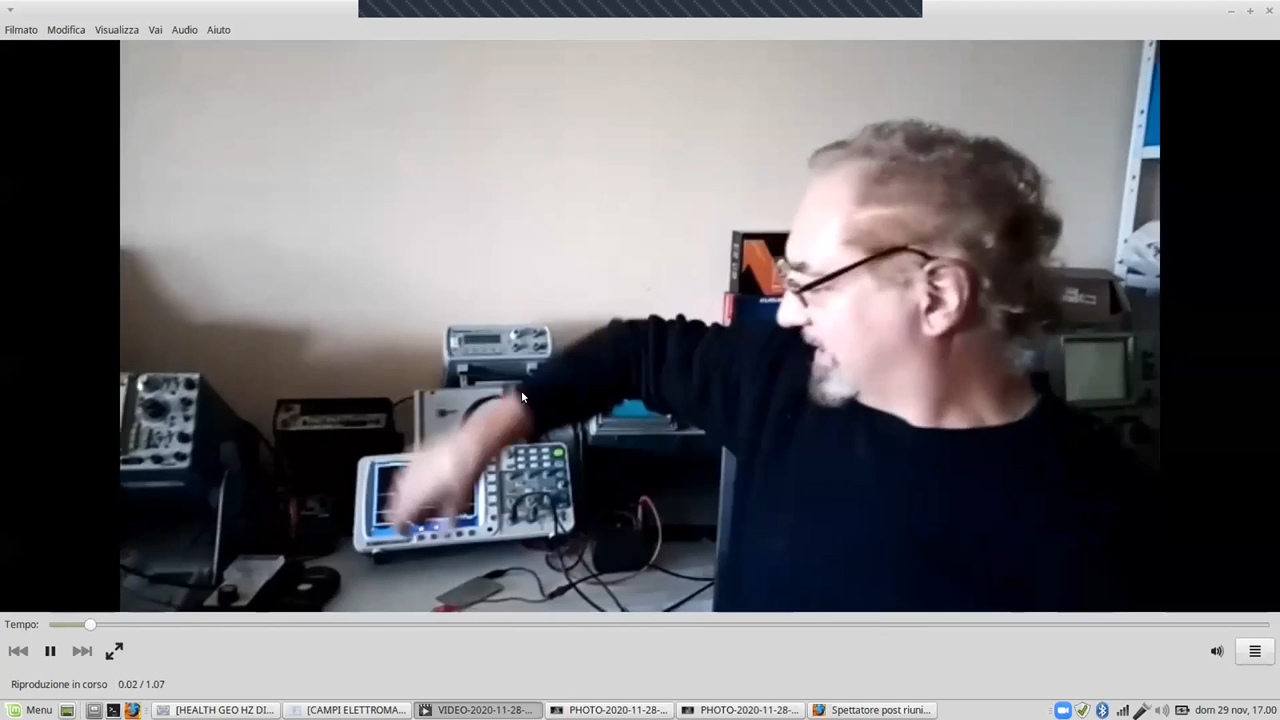 Filmato Modifica Visualizza Vai Audio Aiuto
Tempo:
Riproduzione in corso 0.02 / 1.07
Menu [HEALTH GEO HZ DI... [CAMPI ELETTROMA... VIDEO-2020-11-28-... PHOTO-2020-11-28-... PHOTO-2020-11-28-... Spettatore post riuni... dom 29 nov, 17.00